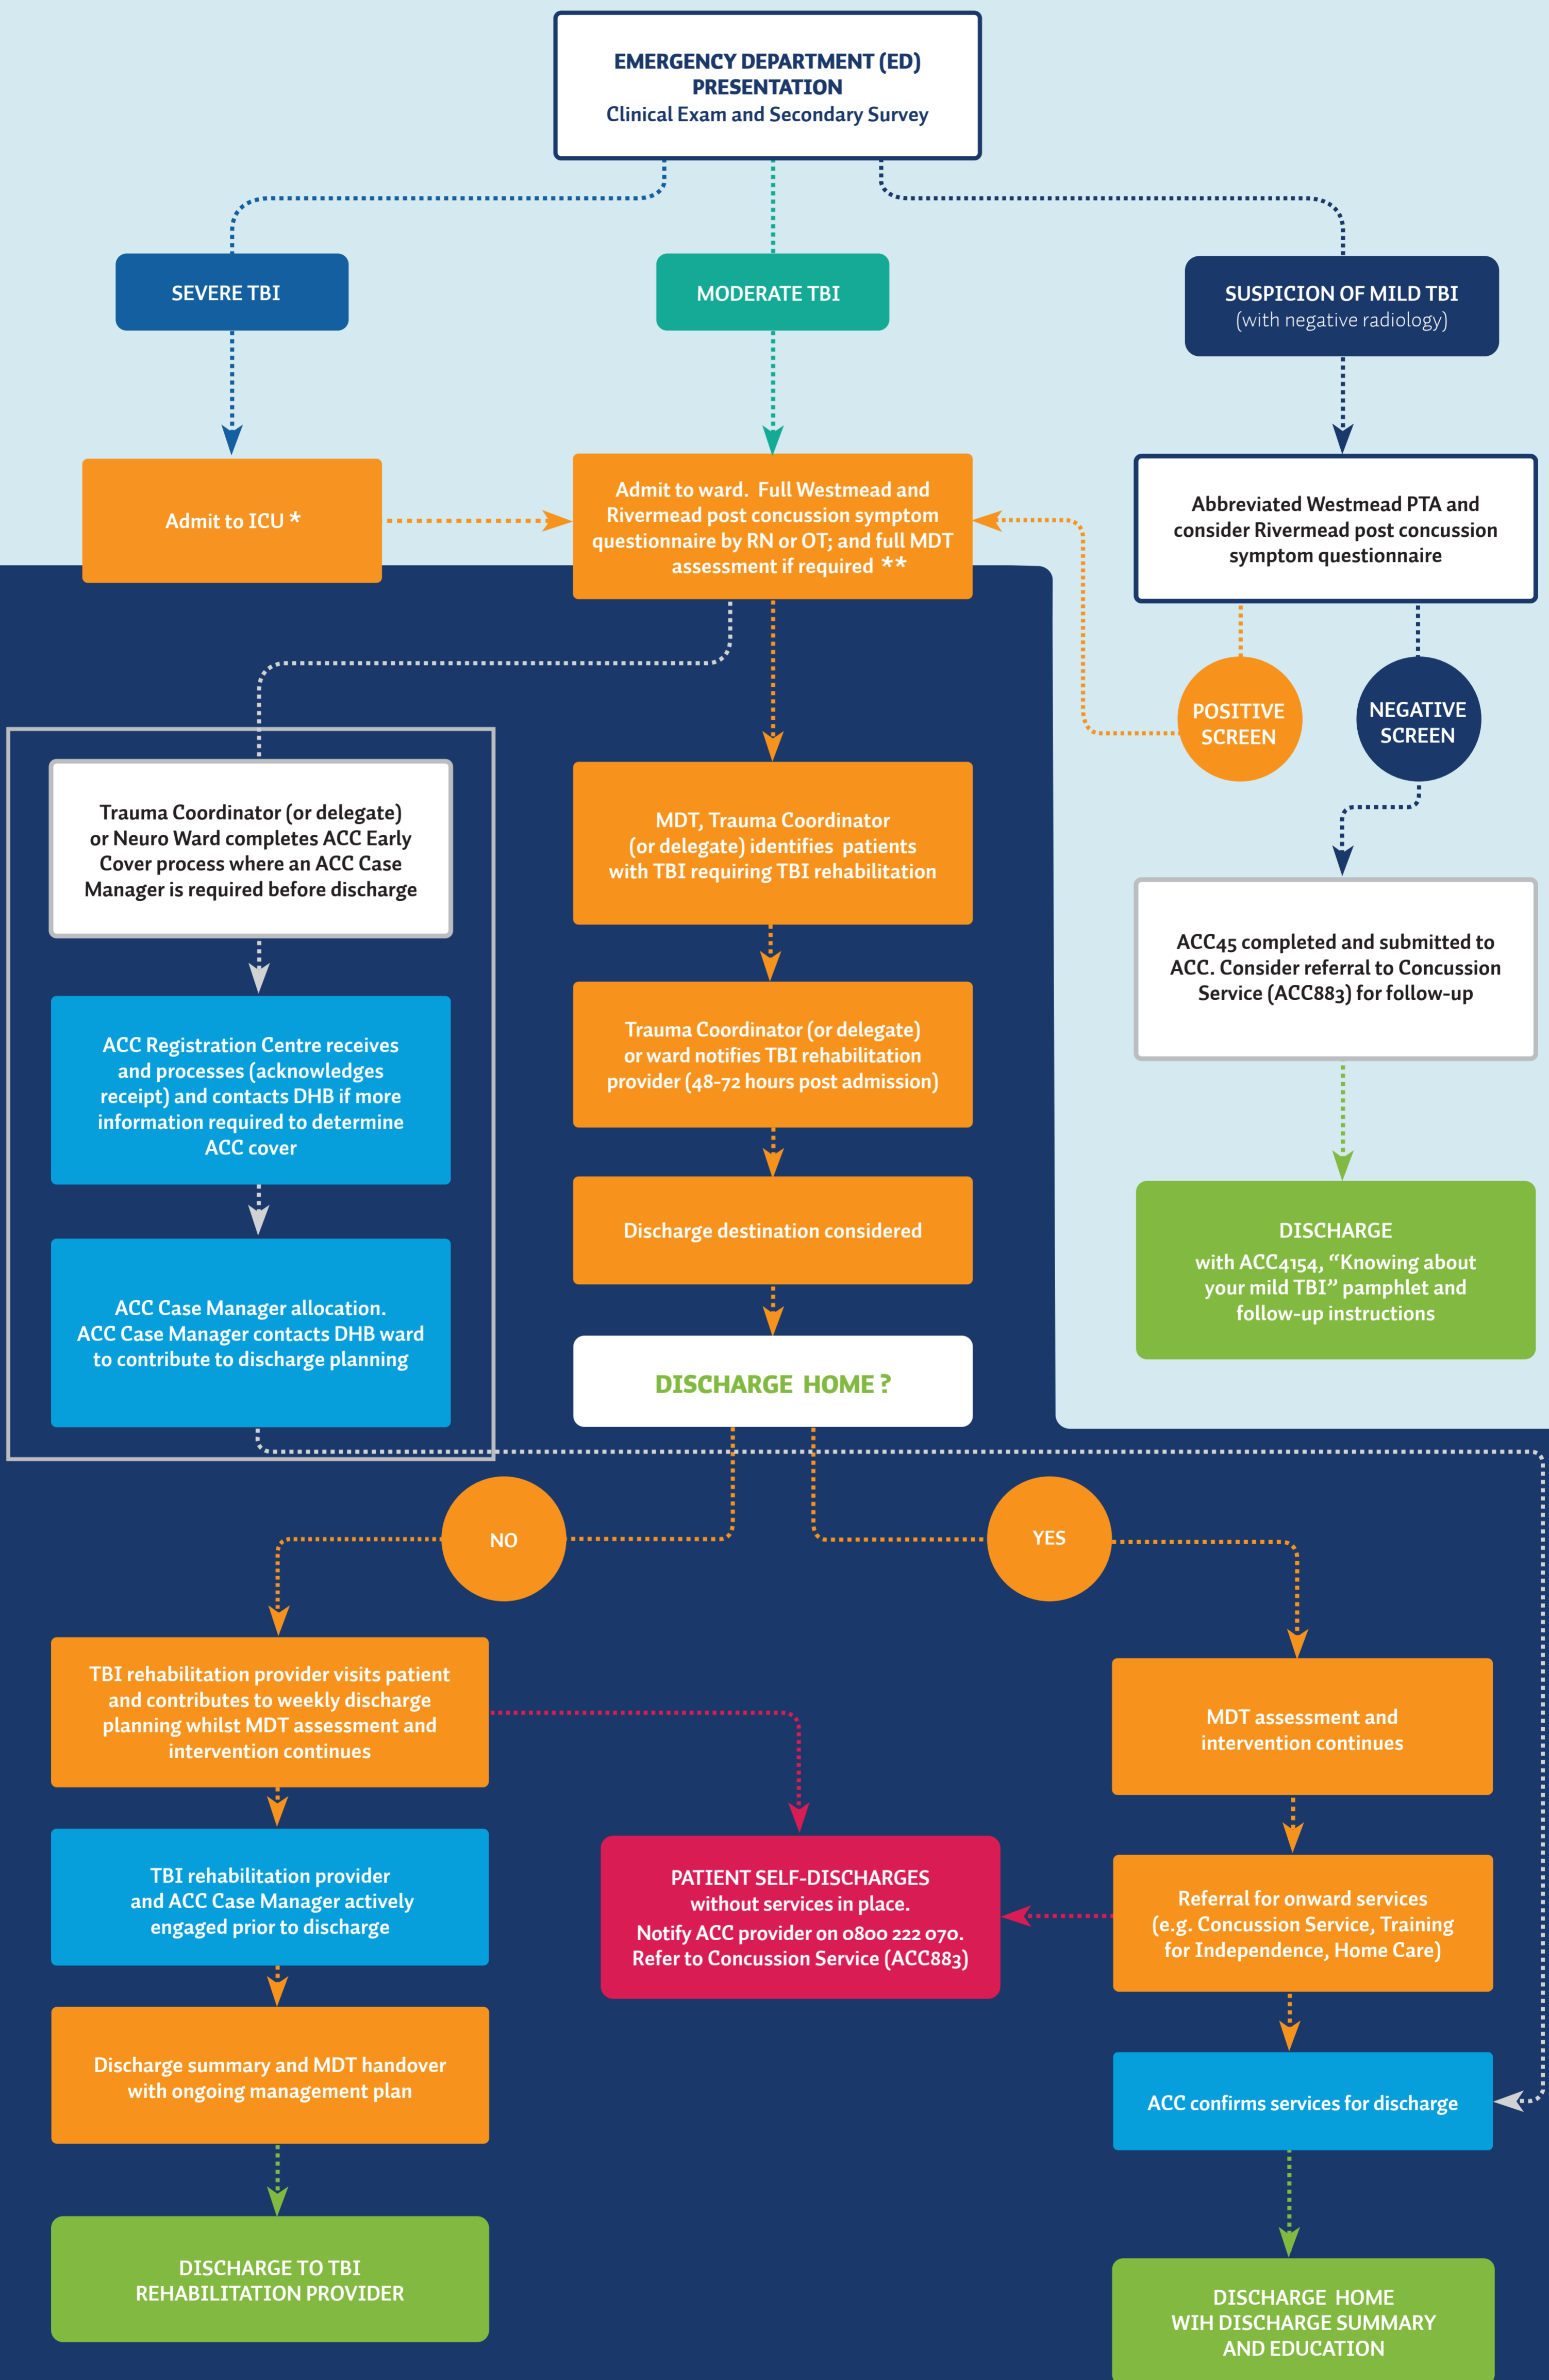 EMERGENCY DEPARTMENT (ED)
PRESENTATION
Clinical Exam and Secondary Survey
SEVERE TBI
MODERATE TBI
SUSPICION OF MILD TBI
(with negative radiology)
Admit to ICU *
Admit to ward. Full Westmead and
Rivermead post concussion symptom
questionnaire by RN or OT; and full MDT
assessment if required **
Abbreviated Westmead PTA and
consider Rivermead post concussion
symptom questionnaire
POSITIVE
SCREEN
NEGATIVE
SCREEN
Trauma Coordinator (or delegate)
or Neuro Ward completes ACC Early
Cover process where an ACC Case
Manager is required before discharge
MDT, Trauma Coordinator
(or delegate) identifies patients
with TBI requiring TBI rehabilitation
ACC45 completed and submitted to
ACC. Consider referral to Concussion
Service (ACC883) for follow-up
ACC Registration Centre receives
and processes (acknowledges
receipt) and contacts DHB if more
information required to determine
ACC cover
Trauma Coordinator (or delegate)
or ward notifies TBI rehabilitation
provider (48-72 hours post admission)
Discharge destination considered
DISCHARGE
with ACC4154, “Knowing about
your mild TBI” pamphlet and
follow-up instructions
ACC Case Manager allocation.
ACC Case Manager contacts DHB ward
to contribute to discharge planning
DISCHARGE HOME ?
NO
YES
TBI rehabilitation provider visits patient
and contributes to weekly discharge
planning whilst MDT assessment and
intervention continues
MDT assessment and
intervention continues
TBI rehabilitation provider
and ACC Case Manager actively
engaged prior to discharge
PATIENT SELF-DISCHARGES
without services in place.
Notify ACC provider on 0800 222 070.
Refer to Concussion Service (ACC883)
Referral for onward services
(e.g. Concussion Service, Training
for Independence, Home Care)
Discharge summary and MDT handover
with ongoing management plan
ACC confirms services for discharge
DISCHARGE TO TBI
REHABILITATION PROVIDER
DISCHARGE HOME
WIH DISCHARGE SUMMARY
AND EDUCATION